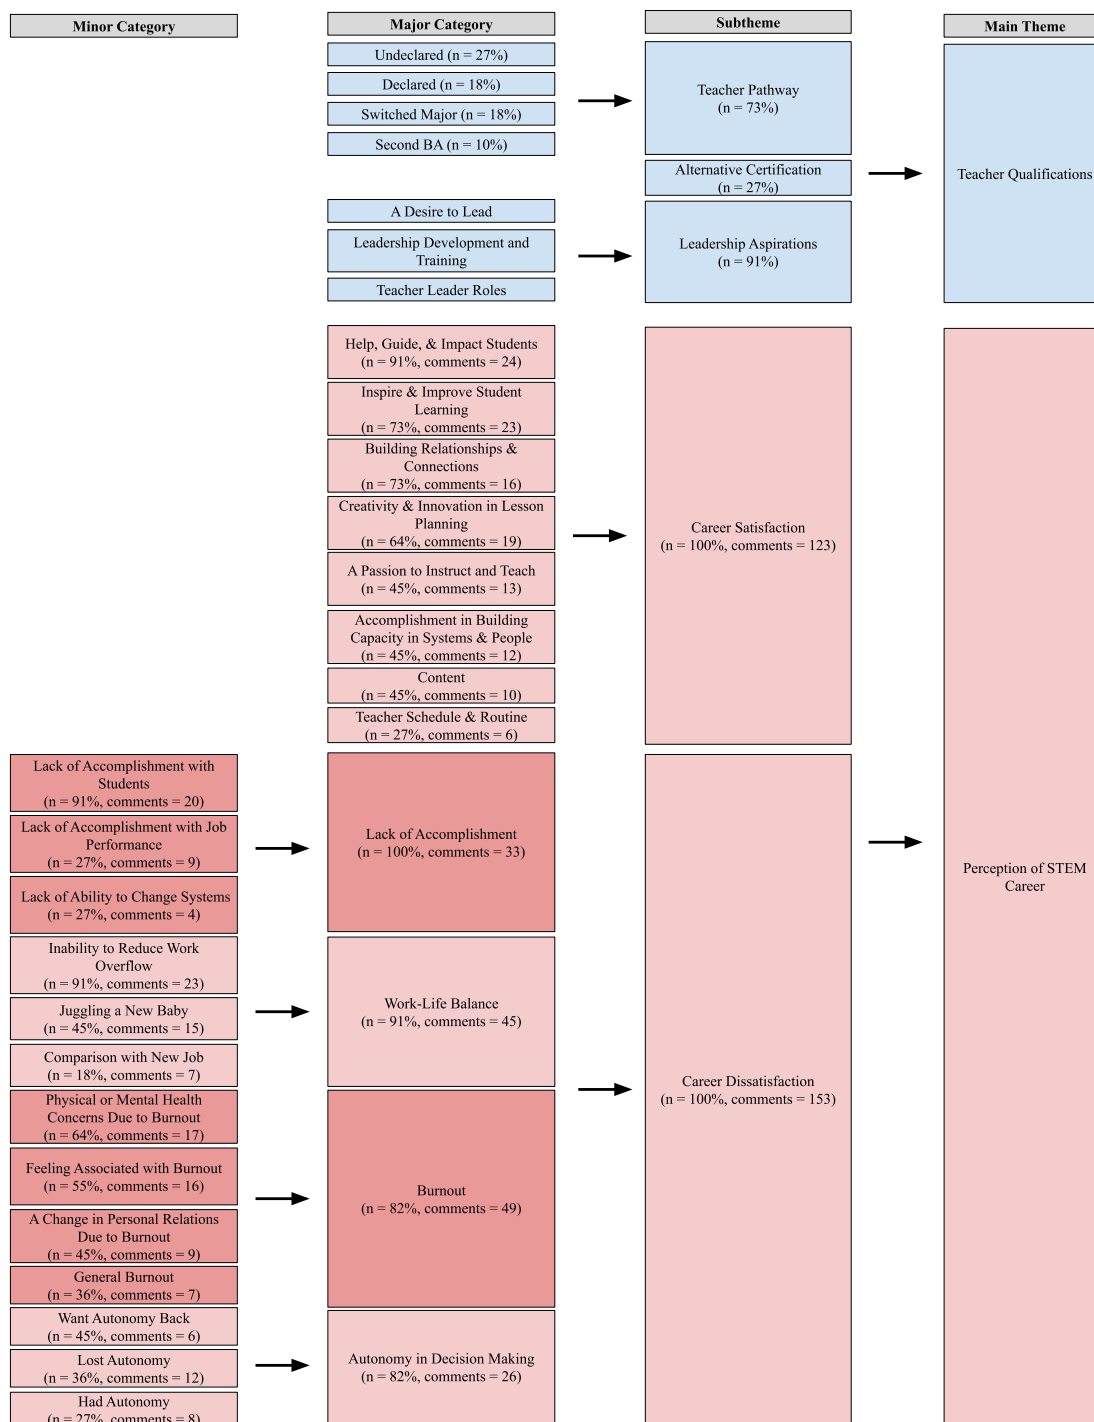 Minor Category
Major Category
Subtheme
Main Theme
Undeclared (n = 27%)
Declared (n = 18%)
Switched Major (n = 18%)
Second BA (n = 10%)
Teacher Pathway
(n = 73%)
Alternative Certification
(n = 27%)
Teacher Qualifications
A Desire to Lead
Leadership Development and
Training
Teacher Leader Roles
Leadership Aspirations
(n = 91%)
Help, Guide, & Impact Students
(n = 91%, comments = 24)
Inspire & Improve Student
Learning
(n = 73%, comments = 23)
Building Relationships &
Connections
(n = 73%, comments = 16)
Creativity & Innovation in Lesson
Planning
(n = 64%, comments = 19)
A Passion to Instruct and Teach
(n = 45%, comments = 13)
Accomplishment in Building
Capacity in Systems & People
(n = 45%, comments = 12)
Content
(n = 45%, comments = 10)
Teacher Schedule & Routine
(n = 27%, comments = 6)
Career Satisfaction
(n = 100%, comments = 123)
Lack of Accomplishment with
Students
(n = 91%, comments = 20)
Lack of Accomplishment with Job
Performance
(n = 27%, comments = 9)
Lack of Ability to Change Systems
(n = 27%, comments = 4)
Lack of Accomplishment
(n = 100%, comments = 33)
Perception of STEM
Career
Inability to Reduce Work
Overflow
(n = 91%, comments = 23)
Juggling a New Baby
(n = 45%, comments = 15)
Comparison with New Job
(n = 18%, comments = 7)
Work-Life Balance
(n = 91%, comments = 45)
Career Dissatisfaction
(n = 100%, comments = 153)
Physical or Mental Health
Concerns Due to Burnout
(n = 64%, comments = 17)
Feeling Associated with Burnout
(n = 55%, comments = 16)
A Change in Personal Relations
Due to Burnout
(n = 45%, comments = 9)
General Burnout
(n = 36%, comments = 7)
Burnout
(n = 82%, comments = 49)
Want Autonomy Back
(n = 45%, comments = 6)
Lost Autonomy
(n = 36%, comments = 12)
Had Autonomy
(n = 27%, comments = 8)
Autonomy in Decision Making
(n = 82%, comments = 26)